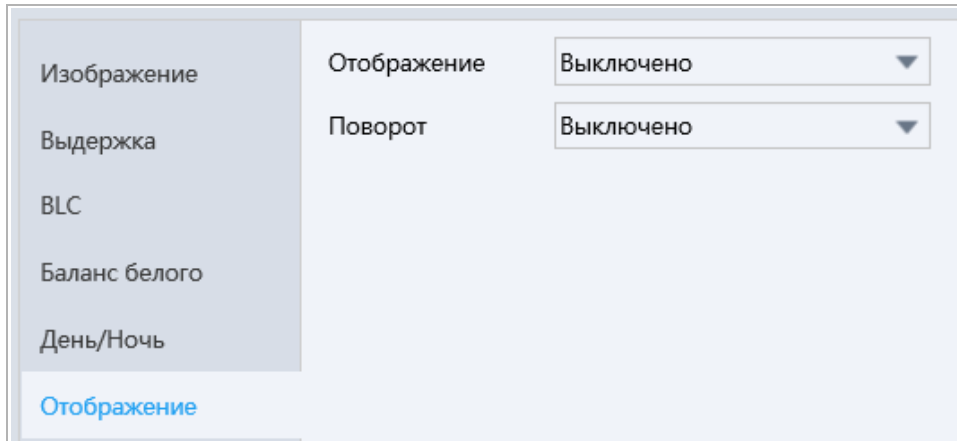 Изображение
Выдержка
BLC
Баланс белого
День/Ночь
Отображение
Отображение Выключено
Поворот Выключено